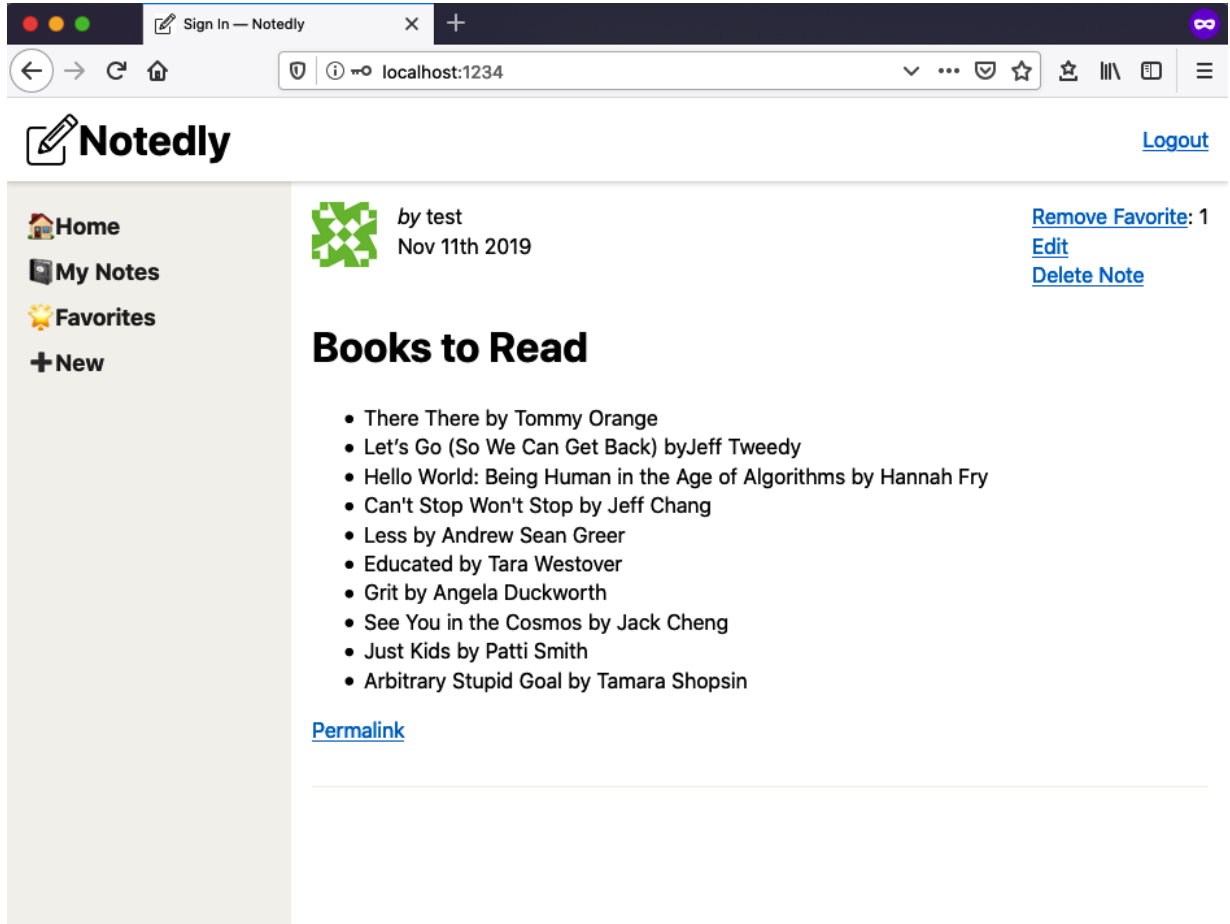 Sign In — Notedly
localhost:1234
Notedly
Logout
Home
My Notes
Favorites
New
by test
Nov 11th 2019
Remove Favorite: 1
Edit
Delete Note
Books to Read
• There There by Tommy Orange
• Let’s Go (So We Can Get Back) byJeff Tweedy
• Hello World: Being Human in the Age of Algorithms by Hannah Fry
• Can't Stop Won't Stop by Jeff Chang
• Less by Andrew Sean Greer
• Educated by Tara Westover
• Grit by Angela Duckworth
• See You in the Cosmos by Jack Cheng
• Just Kids by Patti Smith
• Arbitrary Stupid Goal by Tamara Shopsin
Permalink